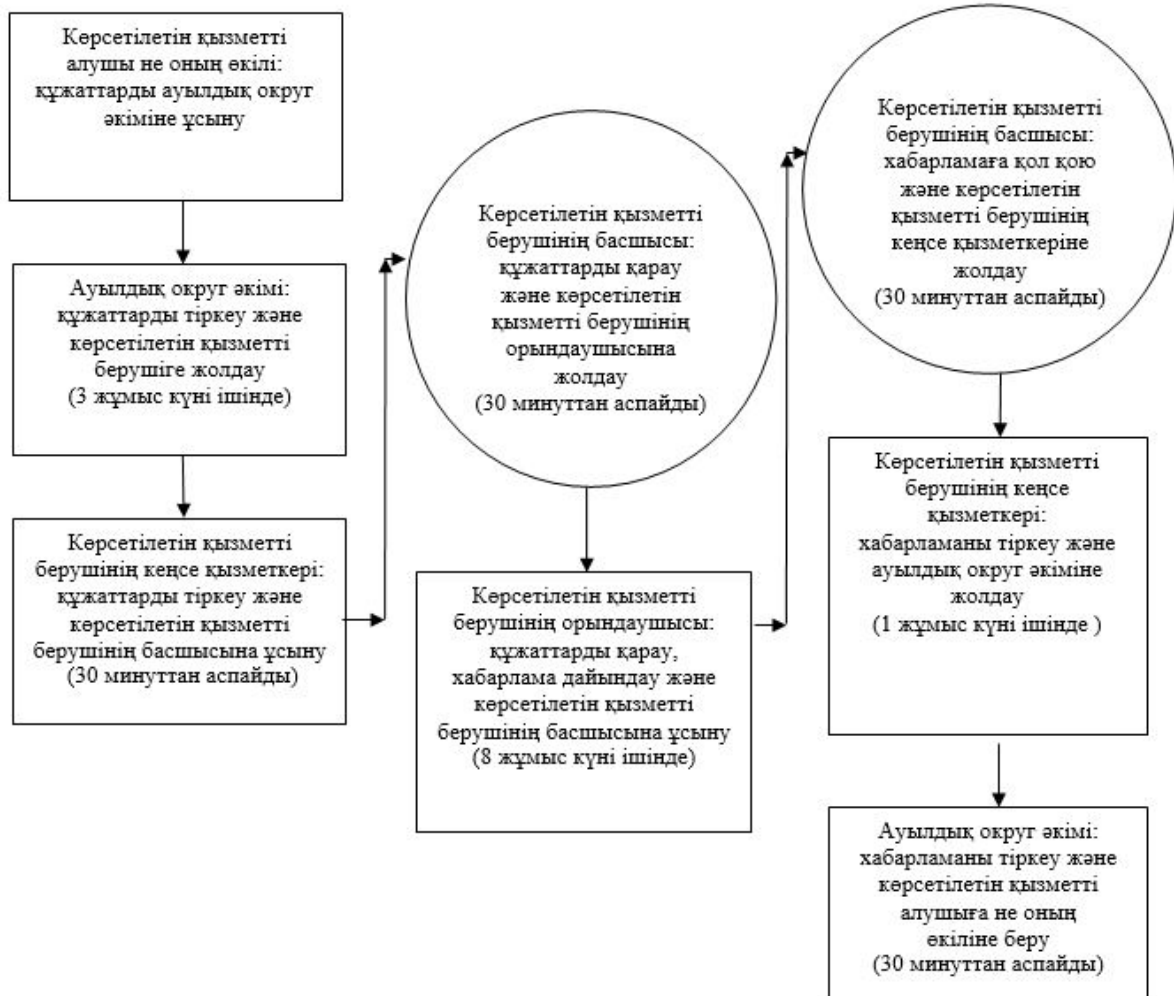 Көрсетілетін қызметті
алушы не оның өкілі:
құжаттарды ауылдық округ
әкіміне ұсыну
Ауылдық округ әкімі:
құжаттарды тіркеу және
көрсетілетін қызметті
берушіге жолдау
(3 жұмыс күні ішінде)
Көрсетілетін қызметті
берушінің кеңсе қызметкері:
құжаттарды тіркеу және
көрсетілетін қызметті
берушінің басшысына ұсыну
(30 минуттан аспайды)
Көрсетілетін қызметті
берушінің басшысы:
құжаттарды қарау
және көрсетілетін
қызметті берушінің
орындаушысына
жолдау
(30 минуттан аспайды)
Көрсетілетін қызметті
берушінің орындаушысы:
құжаттарды қарау,
хабарлама дайындау және
көрсетілетін қызметті
берушінің басшысына ұсыну
(8 жұмыс күні ішінде)
Көрсетілетін қызметті
берушінің басшысы:
хабарламаға қол қою
және көрсетілетін
қызметті берушінің
кеңсе қызметкеріне
жолдау
(30 минуттан аспайды)
Көрсетілетін қызметті
берушінің кеңсе
қызметкері:
хабарламаны тіркеу және
ауылдық округ әкіміне
жолдау
(1 жұмыс күні ішінде )
Ауылдық округ әкімі:
хабарламаны тіркеу және
көрсетілетін қызметті
алушыға не оның
өкіліне беру
(30 минуттан аспайды)